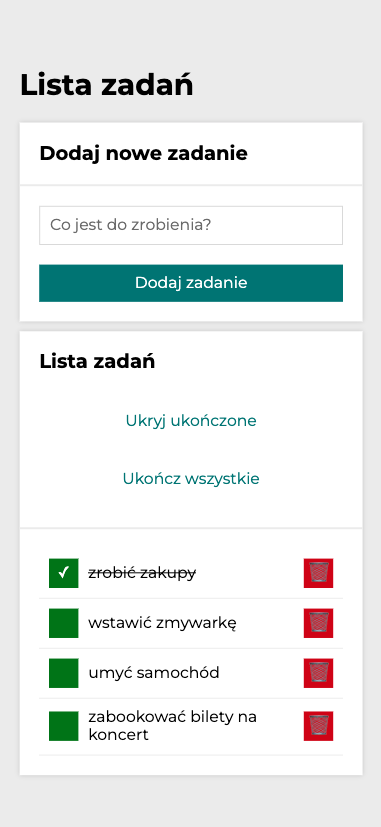 Lista zadań
Dodaj nowe zadanie
Co jest do zrobienia?
Dodaj zadanie
Lista zadań
Ukryj ukończone
Ukończ wszystkie
✓ zrobić zakupy
wstawić zmywarkę
umyć samochód
zabookować bilety na
koncert